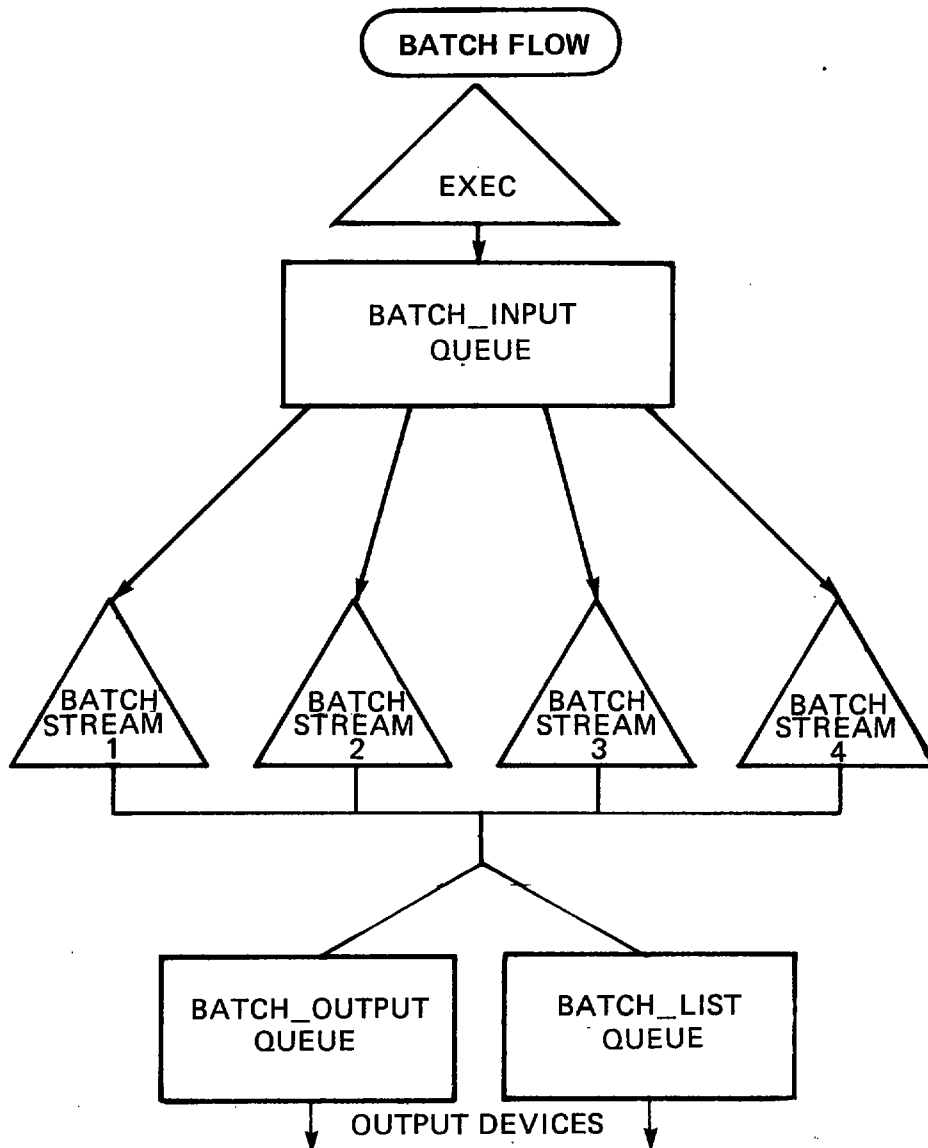 BATCH FLOW
EXEC
BATCH_INPUT
QUEUE
BATCH
STREAM
1
BATCH
STREAM
2
BATCH
STREAM
3
BATCH
STREAM
4
BATCH_OUTPUT
QUEUE
BATCH_LIST
QUEUE
OUTPUT DEVICES